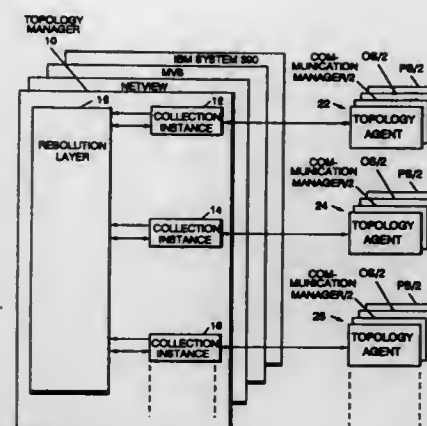 TOPOLOGY
MANAGER
10
IBM SYSTEM 390
MVS
NETVIEW
RESOLUTION
LAYER
12
COLLECTION
INSTANCE
14
COLLECTION
INSTANCE
COLLECTION
INSTANCE
COM-
MUNICATION
MANAGER/2
OS/2
PS/2
22
TOPOLOGY
AGENT
COM-
MUNICATION
MANAGER/2
OS/2
PS/2
24
TOPOLOGY
AGENT
COM-
MUNICATION
MANAGER/2
OS/2
PS/2
TOPOLOGY
AGENT